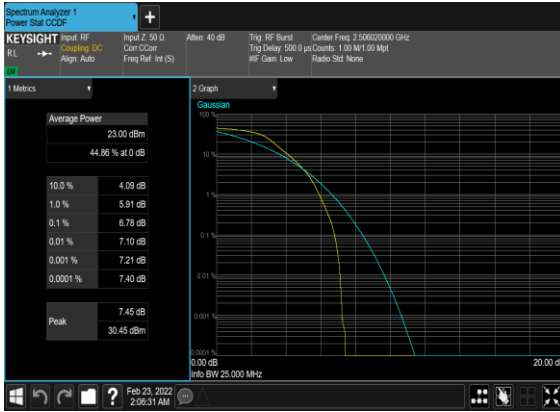 Spectrum Analyzer 1
Power Stat CCDF
KEYSIGHT
RL
Input: RF
Coupling: DC
Align: Auto
Input Z: 50 Ω
Corr CCorr
Freq Ref: Int (S)
Atten: 40 dB
Trig: RF Burst
Trig Delay: 500.0 µs
#IF Gain: Low
Center Freq: 2.506020000 GHz
Counts: 1.00 M/1.00 Mpt
Radio Std: None
1 Metrics
Average Power
23.00 dBm
44.86 % at 0 dB
10.0 % 4.09 dB
1.0 % 5.91 dB
0.1 % 6.78 dB
0.01 % 7.10 dB
0.001 % 7.21 dB
0.0001 % 7.40 dB
Peak
7.45 dB
30.45 dBm
2 Graph
Gaussian
100 %
10 %
1 %
0.1 %
0.01 %
0.001 %
0.0001 %
0.00 dB
20.00 d
Info BW 25.000 MHz
?
Feb 23, 2022
2:06:31 AM